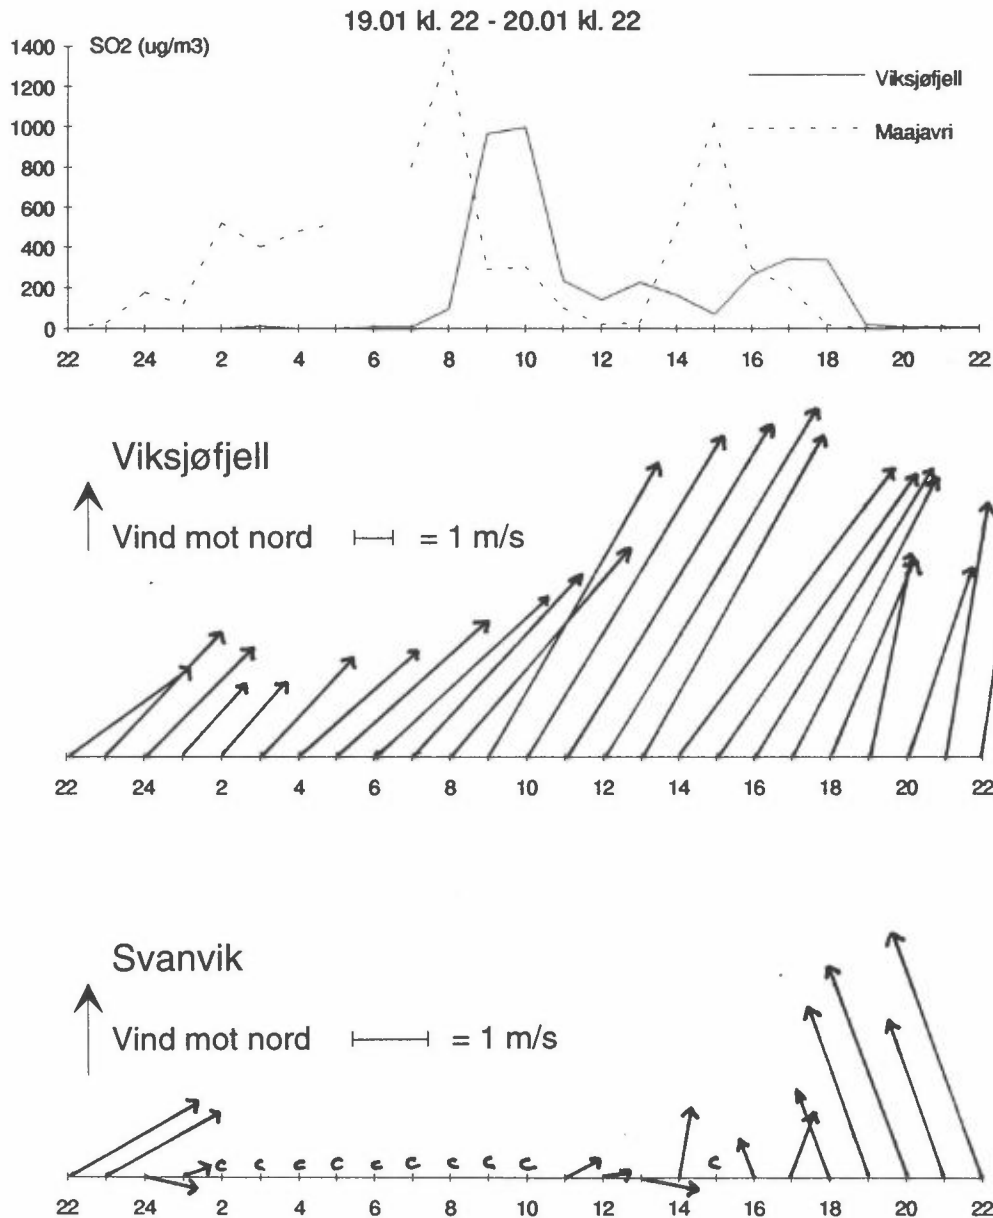 19.01 kl. 22 - 20.01 kl. 22
SO2 (ug/m3)
1400
1200
1000
800
600
400
200
0
Viksjøfjell
Maajavri
22 24 2 4 6 8 10 12 14 16 18 20 22
Viksjøfjell
Vind mot nord = 1 m/s
22 24 2 4 6 8 10 12 14 16 18 20 22
Svanvik
Vind mot nord = 1 m/s
c c c c c c c c c c
22 24 2 4 6 8 10 12 14 16 18 20 22